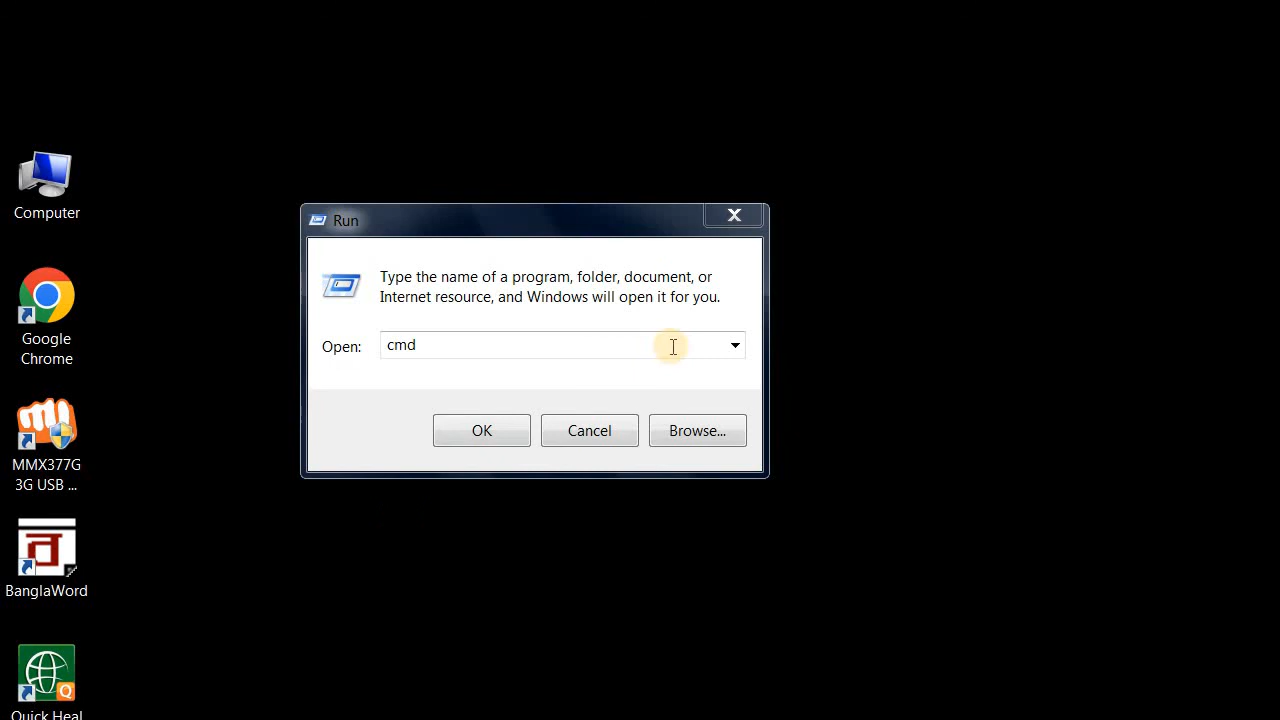 Computer
Google
Chrome
MMX377G
3G USB ...
BanglaWord
Quick Heal
Run
Type the name of a program, folder, document, or
Internet resource, and Windows will open it for you.
Open: cmd
OK Cancel Browse...